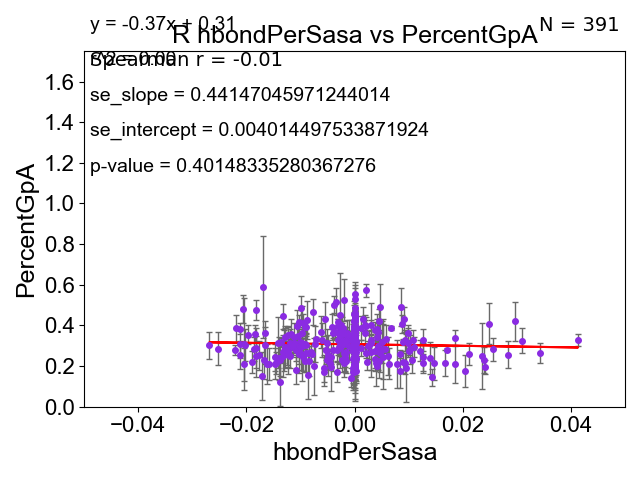 y = -0.37x + 0.31
N = 391
R hbondPerSasa vs PercentGpA
Spearman r = -0.01
se_slope = 0.44147045971244014
se_intercept = 0.004014497533871924
p-value = 0.40148335280367276
PercentGpA
1.6
1.4
1.2
1.0
0.8
0.6
0.4
0.2
0.0
−0.04 −0.02 0.00 0.02 0.04
hbondPerSasa